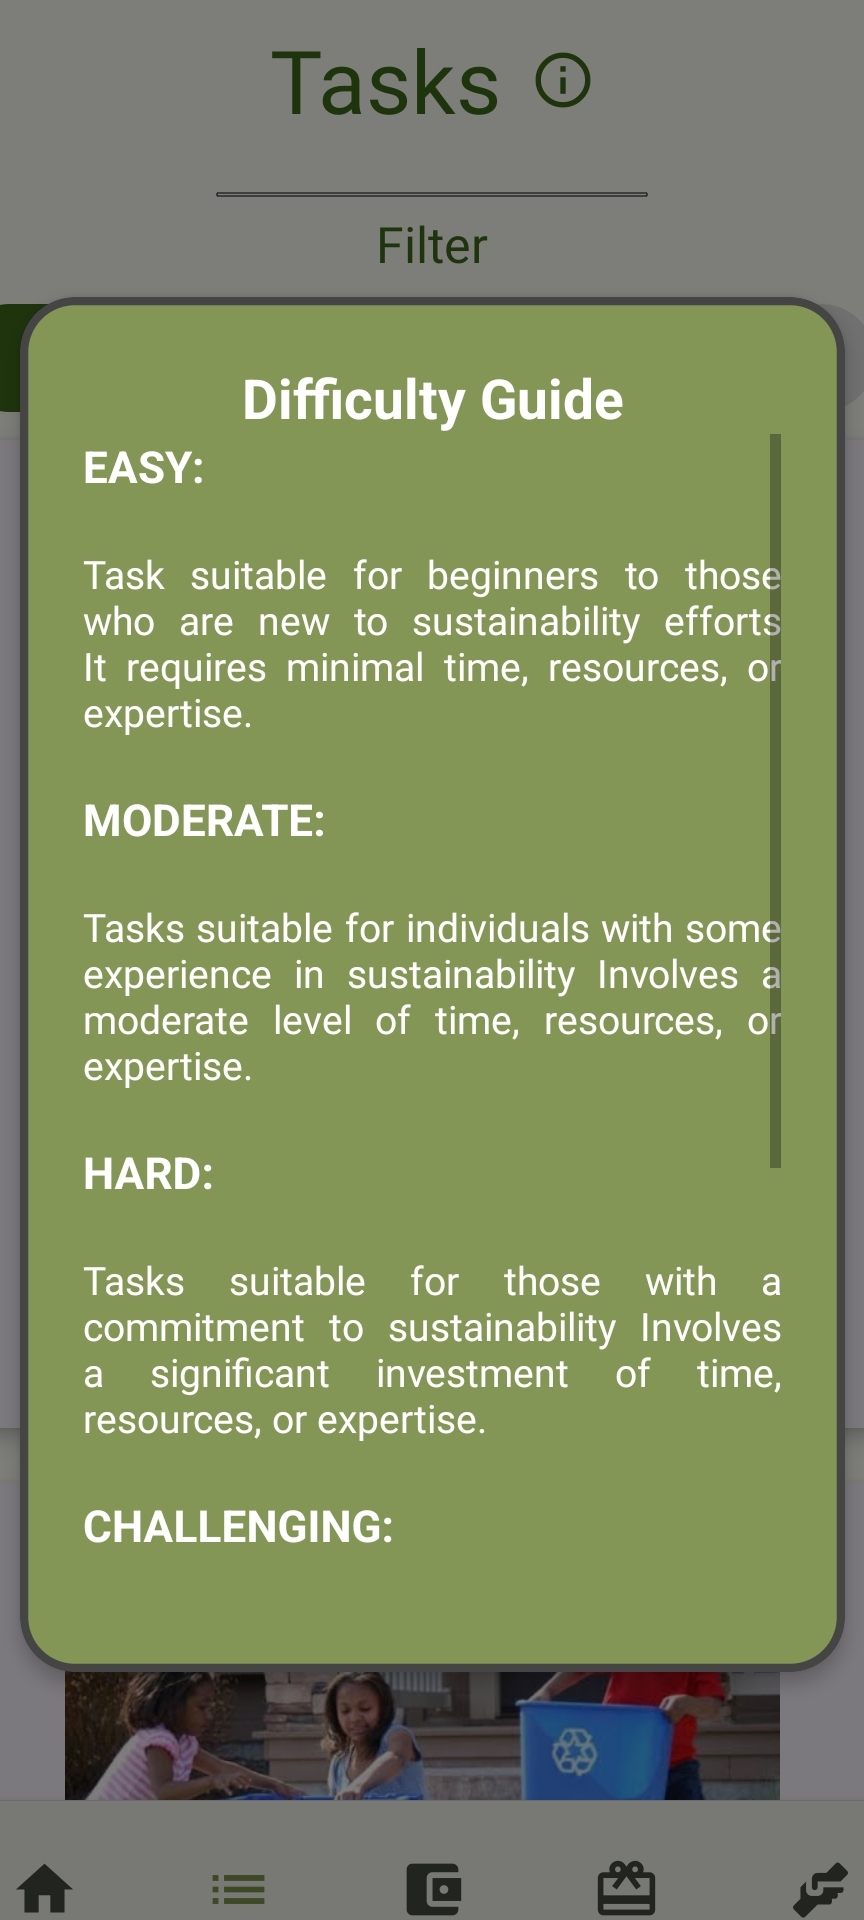 Tasks
Filter
Difficulty Guide
EASY:
Task suitable for beginners to those
who are new to sustainability efforts
It requires minimal time, resources, or
expertise.
MODERATE:
Tasks suitable for individuals with some
experience in sustainability Involves a
moderate level of time, resources, or
expertise.
HARD:
Tasks suitable for those with a
commitment to sustainability Involves
a significant investment of time,
resources, or expertise.
CHALLENGING: